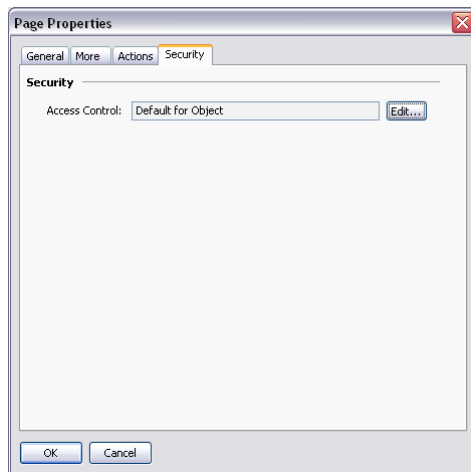 Page Properties
General More Actions Security
Security
Access Control: Default for Object Edit...
OK Cancel